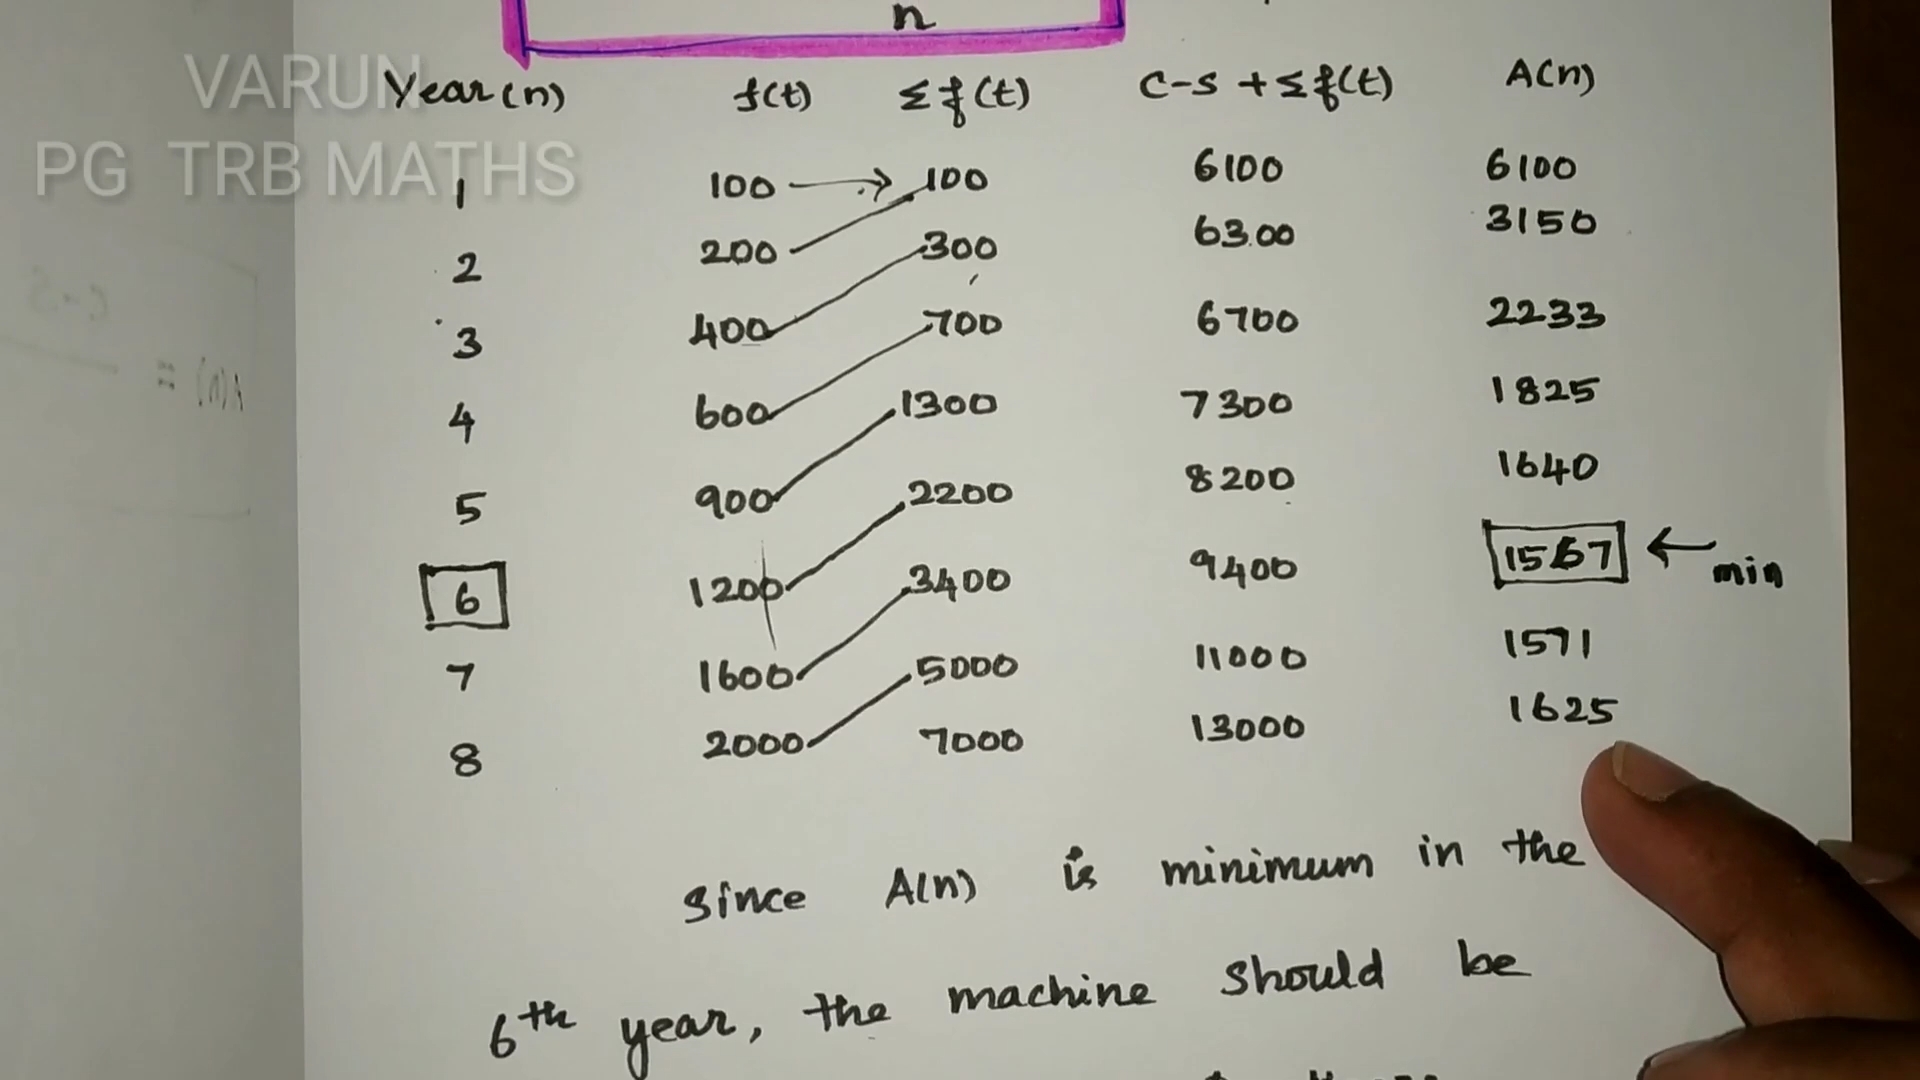 n
VARUN
PG TRB MATHS
Year (n) f(t) Σf(t) C-S + Σf(t) A(n)
1 100 100 6100 6100
2 200 300 6300 3150
3 400 700 6700 2233
4 600 1300 7300 1825
5 900 2200 8200 1640
6 1200 3400 9400 1567 ← min
7 1600 5000 11000 1571
8 2000 7000 13000 1625
Since A(n) is minimum in the
6th year, the machine should be